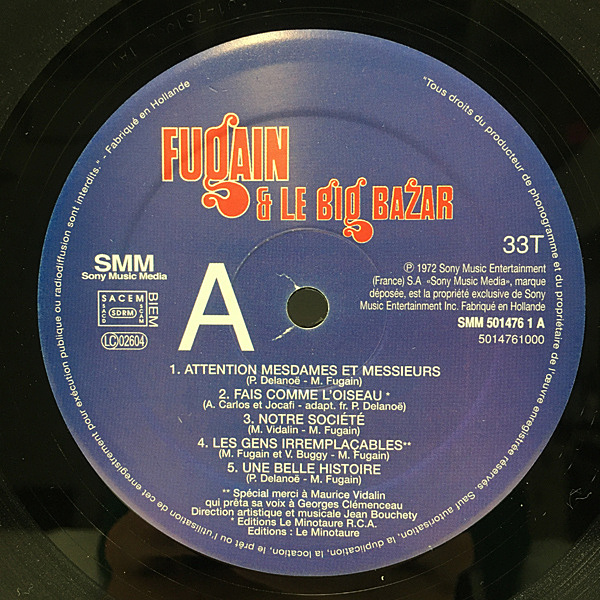 "Tous droits du producteur de phonogramme et du propriétaire de l'œuvre enregistrée réservés. Sauf autorisation, la duplication, la location, le prêt ou l'utilisation de cet enregistrement pour exécution publique ou radiodiffusion sont interdits." - Fabriqué en Hollande
FUGAIN
& LE BIG BAZAR
SMM
Sony Music Media
SACEM
SACD
SDRM
SCAM
BIEM
LC 02604
A
33T
℗ 1972 Sony Music Entertainment
(France) S.A «Sony Music Media», marque
déposée, est la propriété exclusive de Sony
Music Entertainment Inc. Fabriqué en Hollande
SMM 501476 1 A
5014761000
1. ATTENTION MESDAMES ET MESSIEURS
(P. Delanoë - M. Fugain)
2. FAIS COMME L'OISEAU *
(A. Carlos et Jocafi - adapt. fr. P. Delanoë)
3. NOTRE SOCIÉTÉ
(M. Vidalin - M. Fugain)
4. LES GENS IRREMPLAÇABLES**
(M. Fugain et V. Buggy - M. Fugain)
5. UNE BELLE HISTOIRE
(P. Delanoë - M. Fugain)
** Spécial merci à Maurice Vidalin
qui prêta sa voix à Georges Clémenceau
Direction artistique et musicale Jean Bouchety
* Editions Le Minotaure R.C.A.
Editions : Le Minotaure